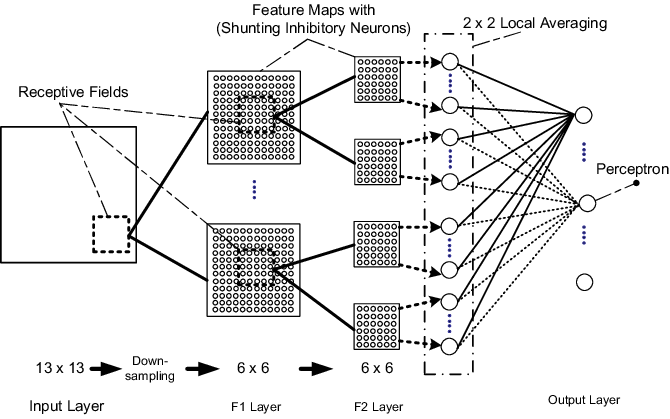 Feature Maps with
(Shunting Inhibitory Neurons)
2 x 2 Local Averaging
Receptive Fields
Perceptron
13 x 13
Down-
sampling
6 x 6
6 x 6
Input Layer
F1 Layer
F2 Layer
Output Layer